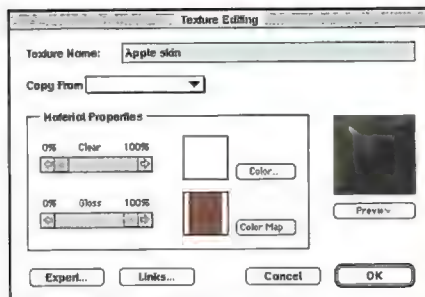 Texture Editing
Texture Name: Apple skin
Copy From
Material Properties
0% Clear 100%
Color..
0% Gloss 100%
Color Map
Preview
Expert... Links... Cancel OK